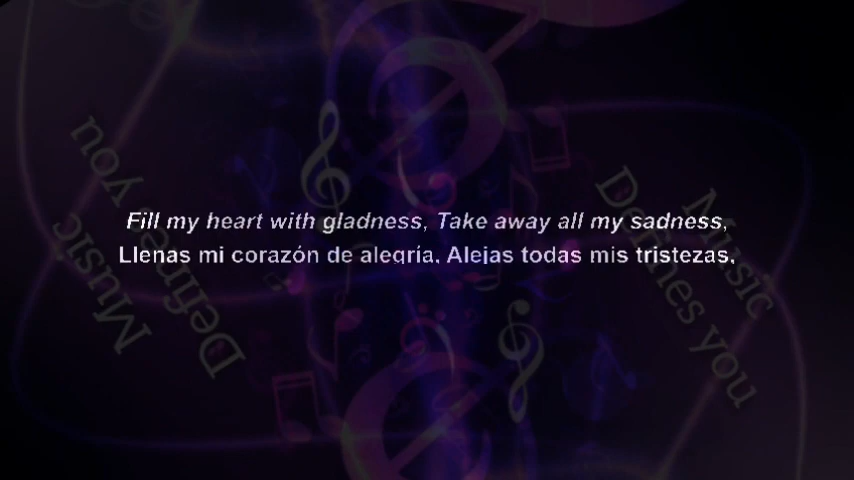 Fill my heart with gladness, Take away all my sadness,
Llenas mi corazón de alegría. Alejas todas mis tristezas.
Music
Defines you
Music
Defines you